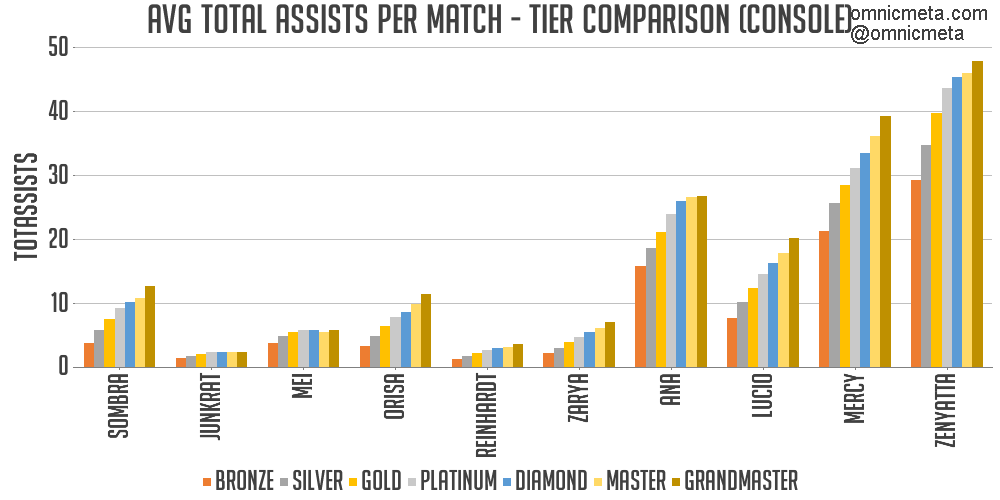 AVG TOTAL ASSISTS PER MATCH - TIER COMPARISON (CONSOLE)
omnicmeta.com
@omnicmeta
50
40
30
20
10
0
TOTASSISTS
SOMBRA
JUNKRAT
MEI
ORISA
REINHARDT
ZARYA
ANA
LUCIO
MERCY
ZENYATTA
BRONZE SILVER GOLD PLATINUM DIAMOND MASTER GRANDMASTER